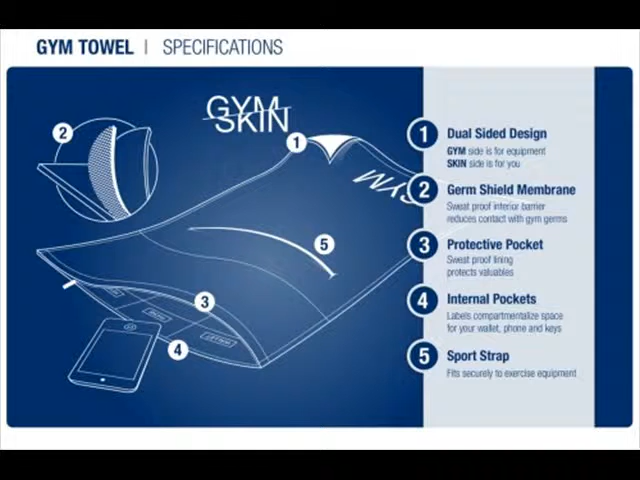 GYM TOWEL | SPECIFICATIONS
GYM
SKIN
2
1
GYM
5
3
4
1 Dual Sided Design
GYM side is for equipment
SKIN side is for you
2 Germ Shield Membrane
Sweat proof interior barrier
reduces contact with gym germs
3 Protective Pocket
Sweat proof lining
protects valuables
4 Internal Pockets
Labels compartmentalize space
for your wallet, phone and keys
5 Sport Strap
Fits securely to exercise equipment